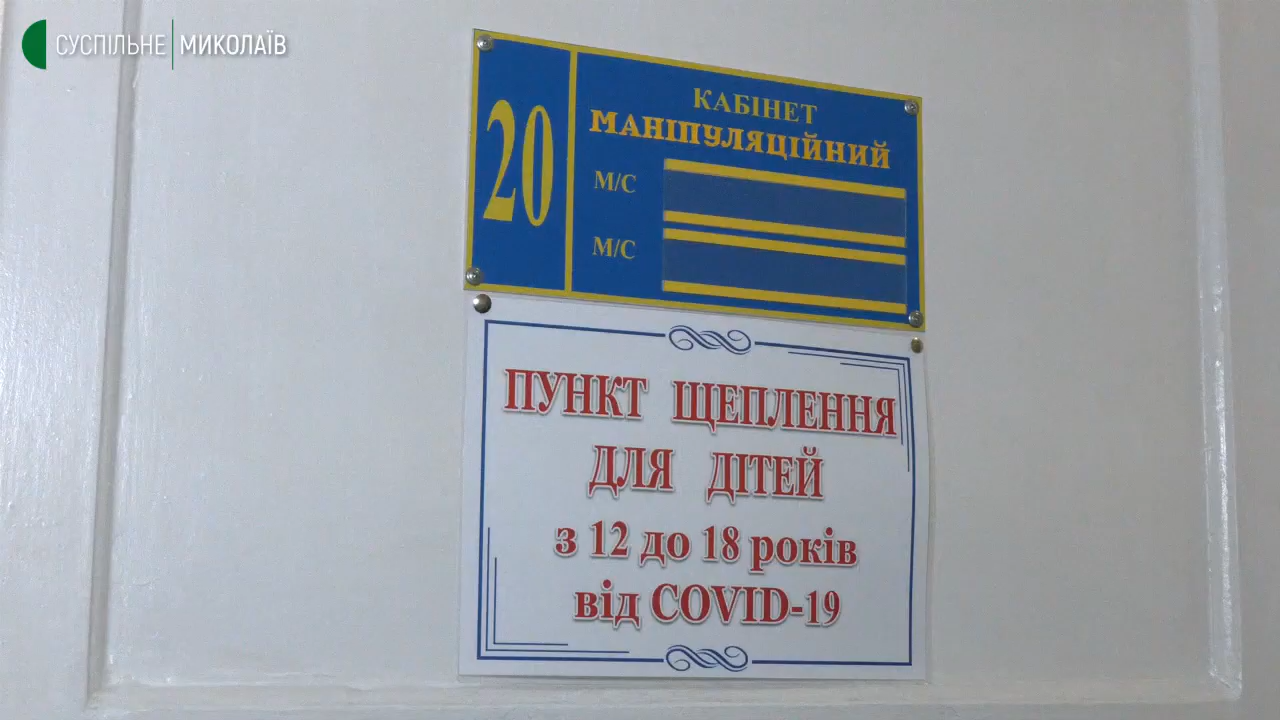 СУСПІЛЬНЕ МИКОЛАЇВ
20
КАБІНЕТ
МАНІПУЛЯЦІЙНИЙ
М/С
М/С
ПУНКТ ЩЕПЛЕННЯ
ДЛЯ ДІТЕЙ
з 12 до 18 років
від COVID-19